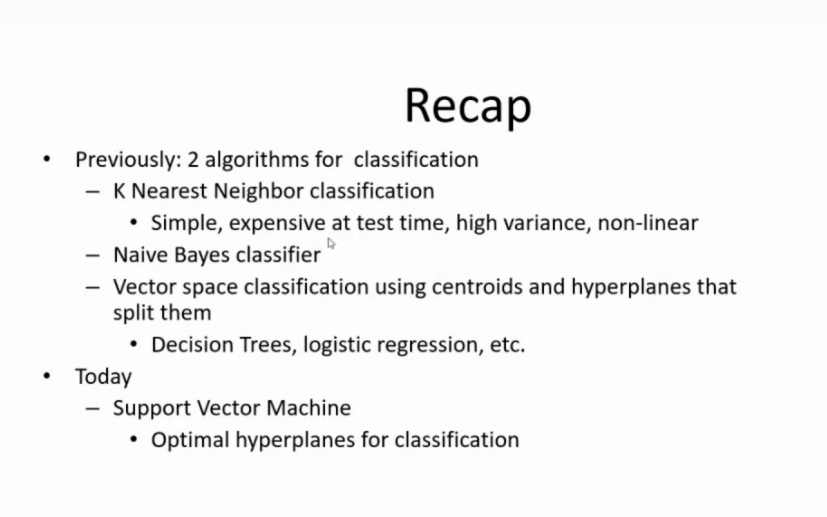 Recap
• Previously: 2 algorithms for classification
– K Nearest Neighbor classification
• Simple, expensive at test time, high variance, non-linear
– Naive Bayes classifier
– Vector space classification using centroids and hyperplanes that
split them
• Decision Trees, logistic regression, etc.
• Today
– Support Vector Machine
• Optimal hyperplanes for classification